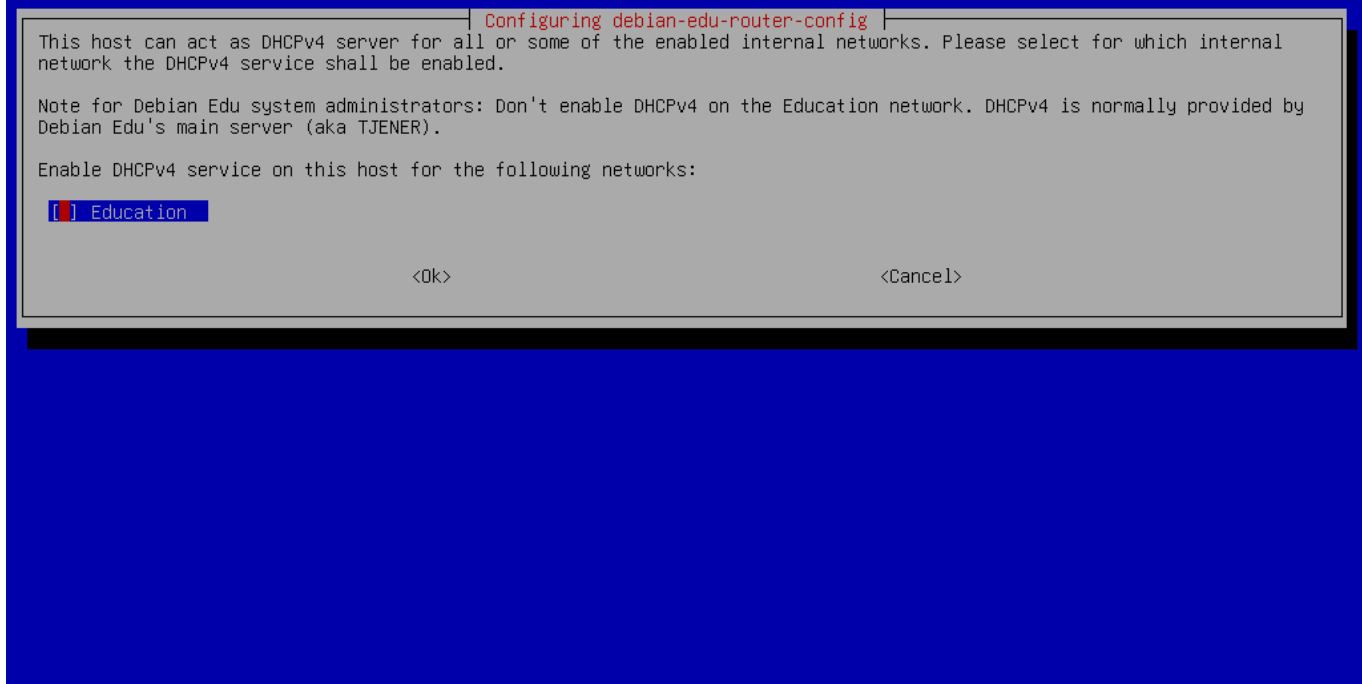 Configuring debian-edu-router-config
This host can act as DHCPv4 server for all or some of the enabled internal networks. Please select for which internal
network the DHCPv4 service shall be enabled.
Note for Debian Edu system administrators: Don't enable DHCPv4 on the Education network. DHCPv4 is normally provided by
Debian Edu's main server (aka TJENER).
Enable DHCPv4 service on this host for the following networks:
[ ] Education
<Ok> <Cancel>